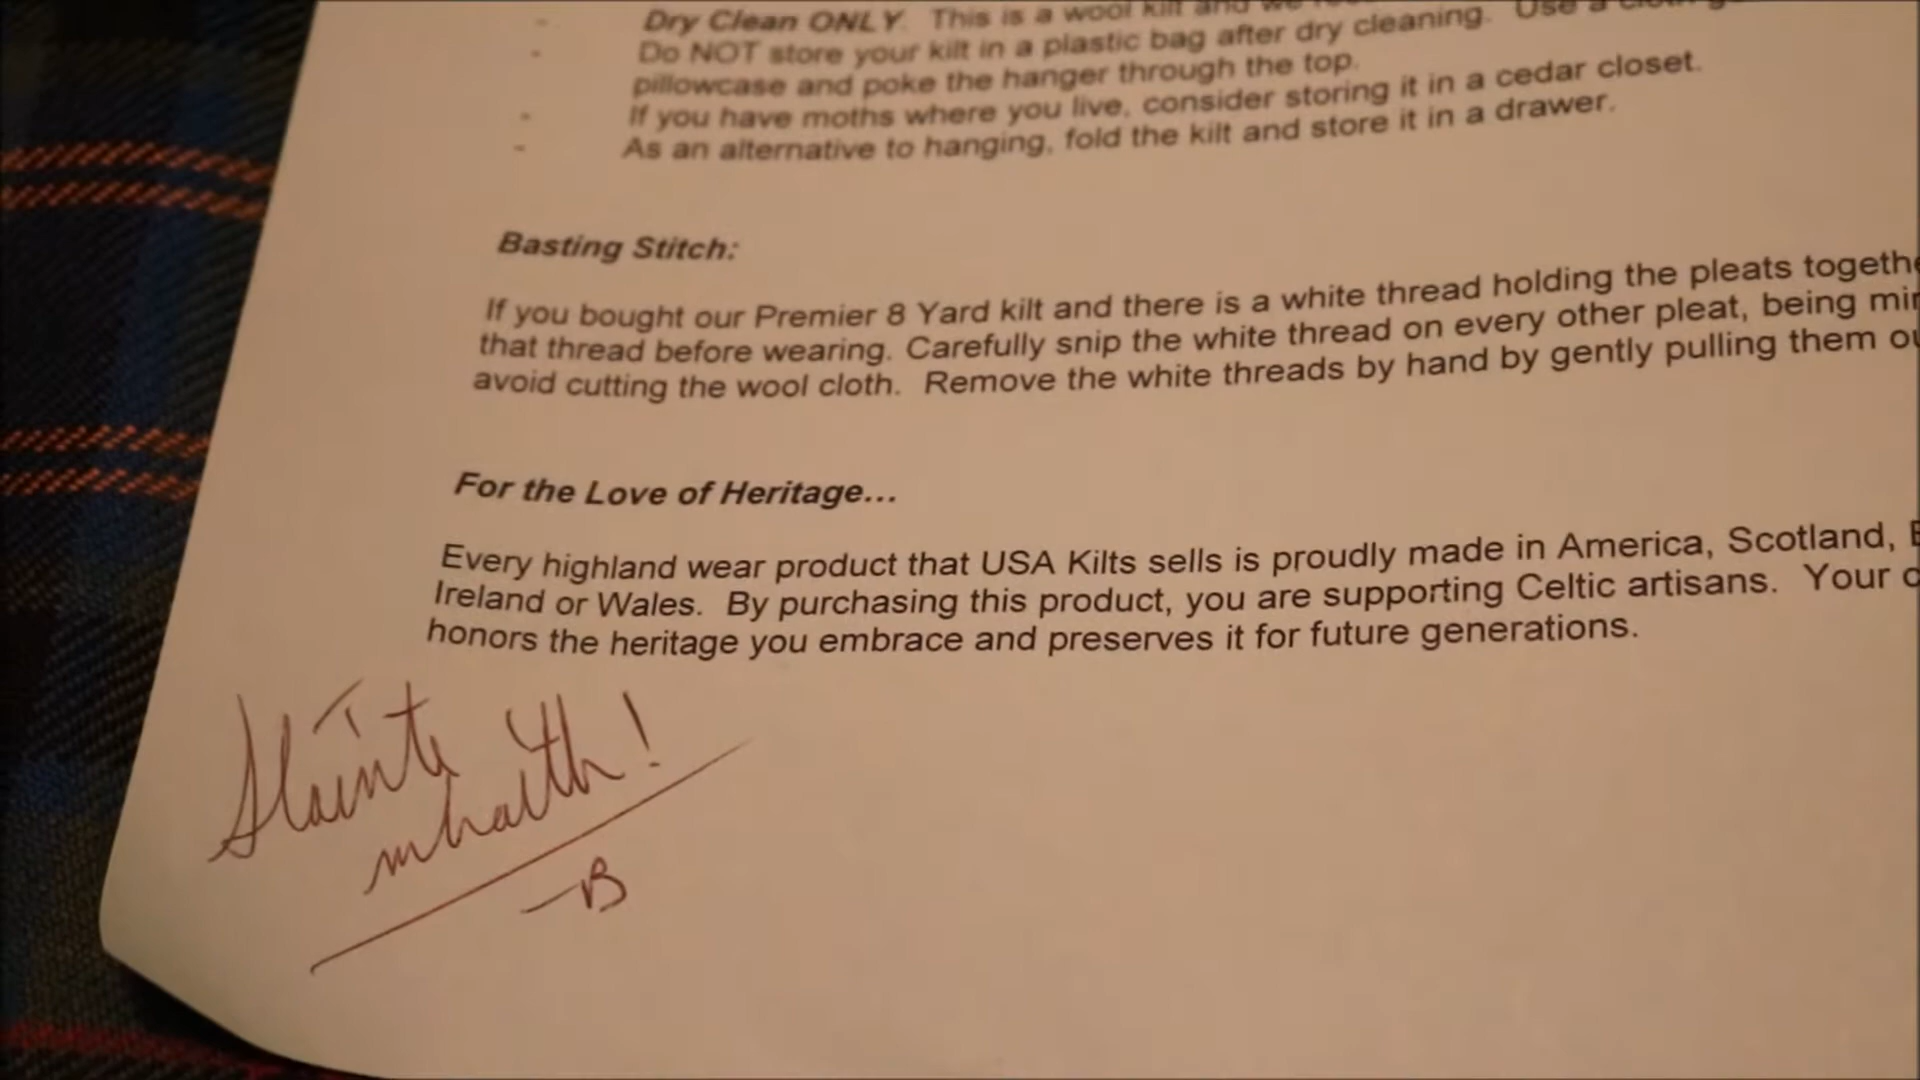 - Dry Clean ONLY. This is a wool kilt and we
- Do NOT store your kilt in a plastic bag after dry cleaning. Use a
pillowcase and poke the hanger through the top.
- If you have moths where you live, consider storing it in a cedar closet.
- As an alternative to hanging, fold the kilt and store it in a drawer.
Basting Stitch:
If you bought our Premier 8 Yard kilt and there is a white thread holding the pleats togethe
that thread before wearing. Carefully snip the white thread on every other pleat, being
avoid cutting the wool cloth. Remove the white threads by hand by gently pulling them
For the Love of Heritage...
Every highland wear product that USA Kilts sells is proudly made in America, Scotland,
Ireland or Wales. By purchasing this product, you are supporting Celtic artisans. Your
honors the heritage you embrace and preserves it for future generations.
Slainte
mhaith!
-B